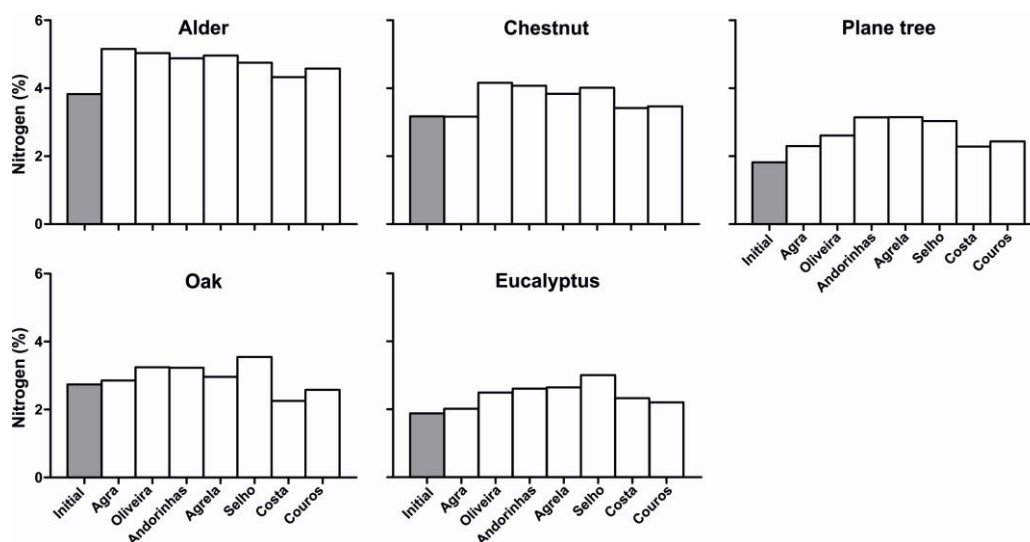 Alder
Chestnut
Plane tree
Nitrogen (%)
6
4
2
0
Initial
Agra
Oliveira
Andorinhas
Agrela
Selho
Costa
Couros
Oak
Eucalyptus
Nitrogen (%)
6
4
2
0
Initial
Agra
Oliveira
Andorinhas
Agrela
Selho
Costa
Couros
Initial
Agra
Oliveira
Andorinhas
Agrela
Selho
Costa
Couros